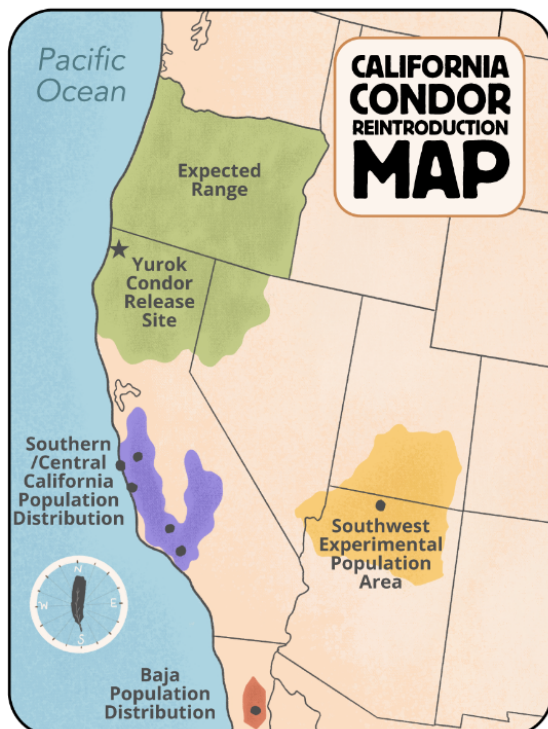 Pacific
Ocean
CALIFORNIA
CONDOR
REINTRODUCTION
MAP
Expected
Range
Yurok
Condor
Release
Site
Southern
/Central
California
Population
Distribution
Southwest
Experimental
Population
Area
N
W
E
S
Baja
Population
Distribution